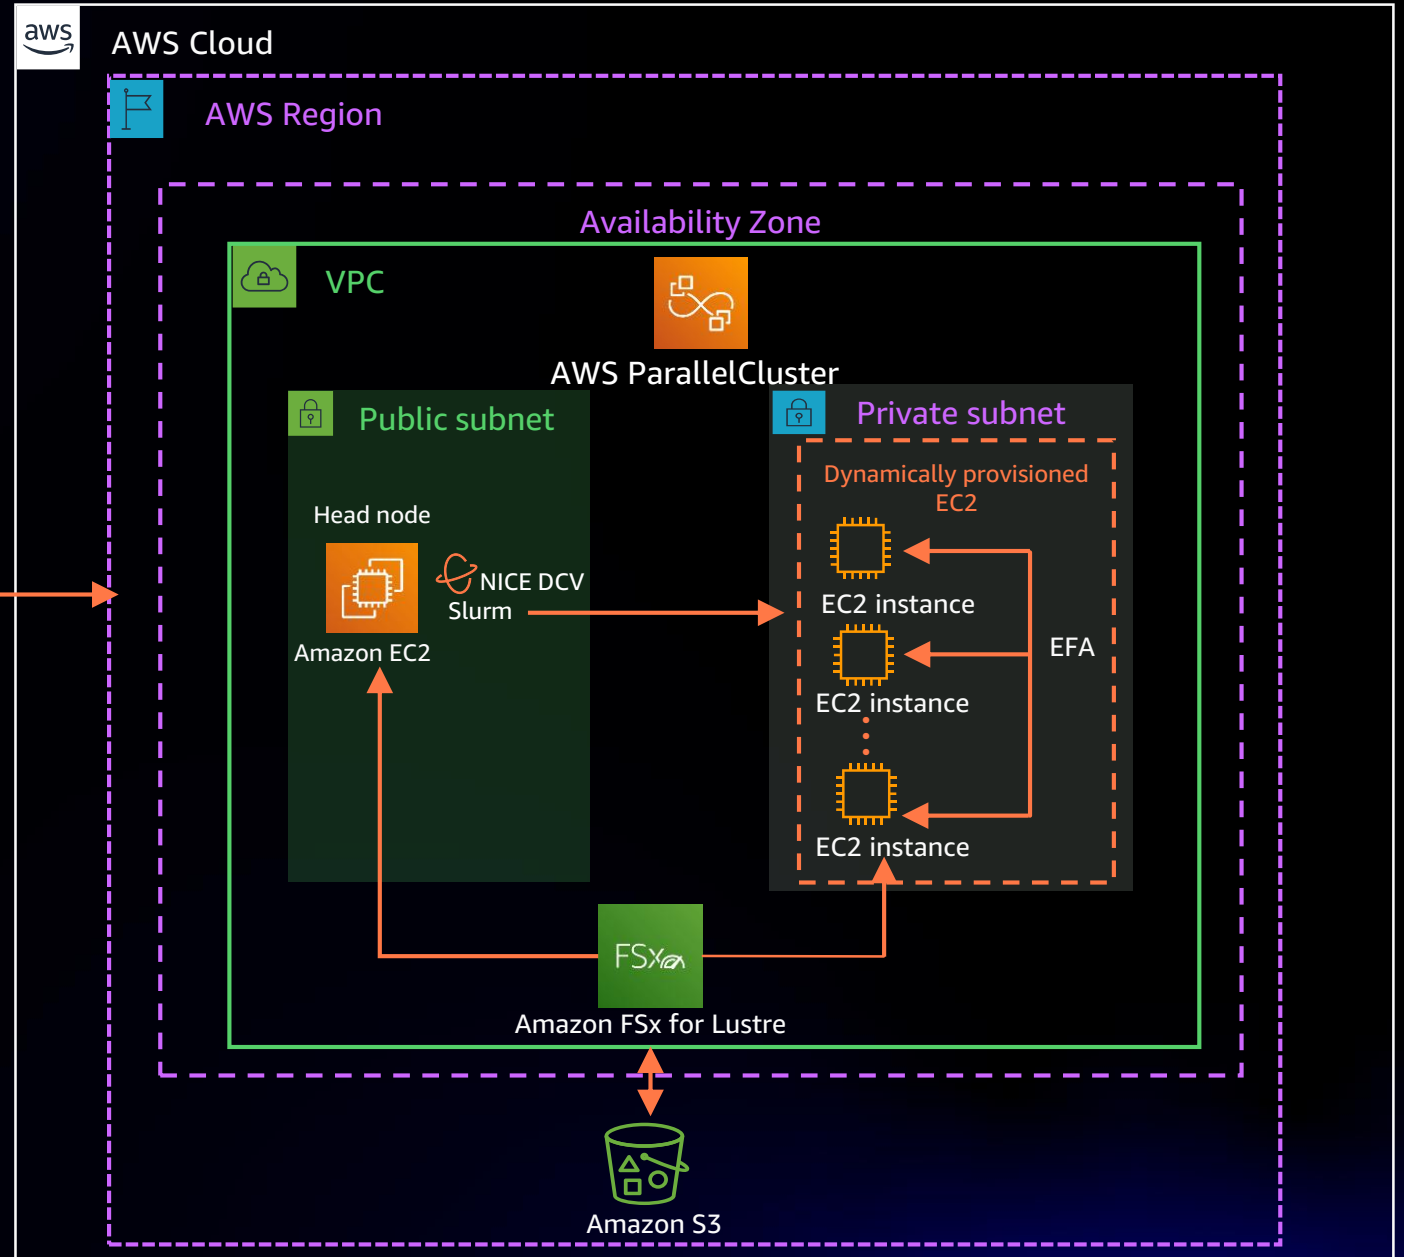 aws
AWS Cloud
AWS Region
Availability Zone
VPC
AWS ParallelCluster
Public subnet
Head node
NICE DCV
Slurm
Amazon EC2
Private subnet
Dynamically provisioned
EC2
EC2 instance
EC2 instance
EC2 instance
EFA
FSx
Amazon FSx for Lustre
Amazon S3